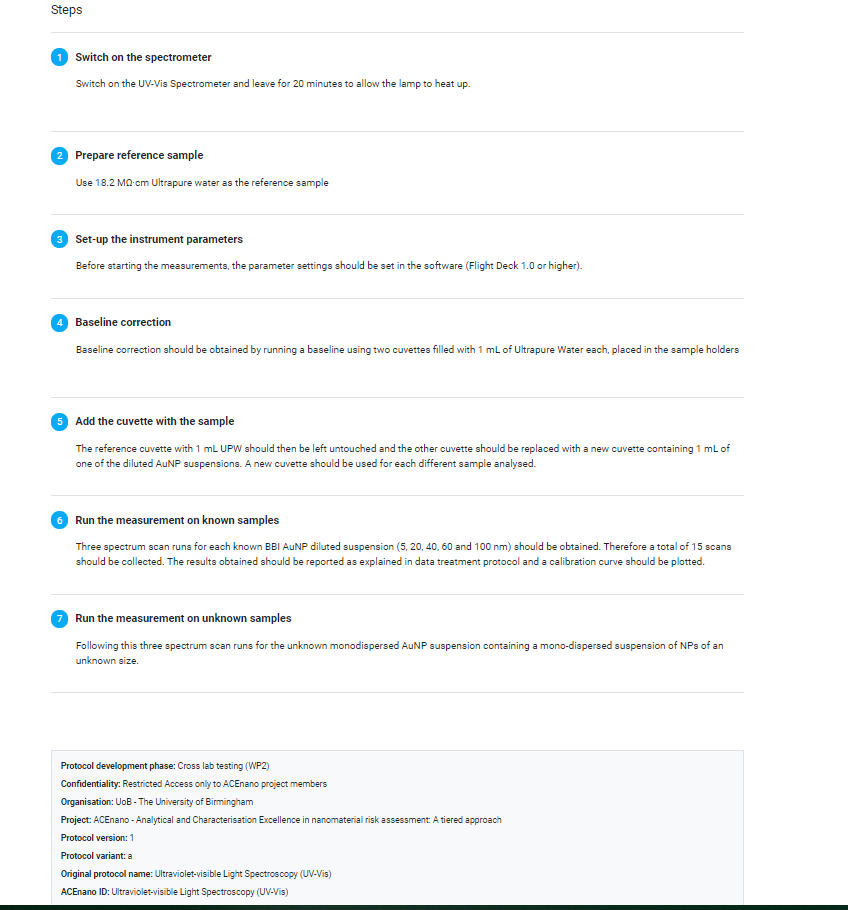 Steps
1 Switch on the spectrometer
Switch on the UV-Vis Spectrometer and leave for 20 minutes to allow the lamp to heat up.
2 Prepare reference sample
Use 18.2 MΩ·cm Ultrapure water as the reference sample
3 Set-up the instrument parameters
Before starting the measurements, the parameter settings should be set in the software (Flight Deck 1.0 or higher).
4 Baseline correction
Baseline correction should be obtained by running a baseline using two cuvettes filled with 1 mL of Ultrapure Water each, placed in the sample holders
5 Add the cuvette with the sample
The reference cuvette with 1 mL UPW should then be left untouched and the other cuvette should be replaced with a new cuvette containing 1 mL of
one of the diluted AuNP suspensions. A new cuvette should be used for each different sample analysed.
6 Run the measurement on known samples
Three spectrum scan runs for each known BBI AuNP diluted suspension (5, 20, 40, 60 and 100 nm) should be obtained. Therefore a total of 15 scans
should be collected. The results obtained should be reported as explained in data treatment protocol and a calibration curve should be plotted.
7 Run the measurement on unknown samples
Following this three spectrum scan runs for the unknown monodispersed AuNP suspension containing a mono-dispersed suspension of NPs of an
unknown size.
Protocol development phase: Cross lab testing (WP2)
Confidentiality: Restricted Access only to ACEnano project members
Organisation: UoB - The University of Birmingham
Project: ACEnano - Analytical and Characterisation Excellence in nanomaterial risk assessment: A tiered approach
Protocol version: 1
Protocol variant: a
Original protocol name: Ultraviolet-visible Light Spectroscopy (UV-Vis)
ACEnano ID: Ultraviolet-visible Light Spectroscopy (UV-Vis)